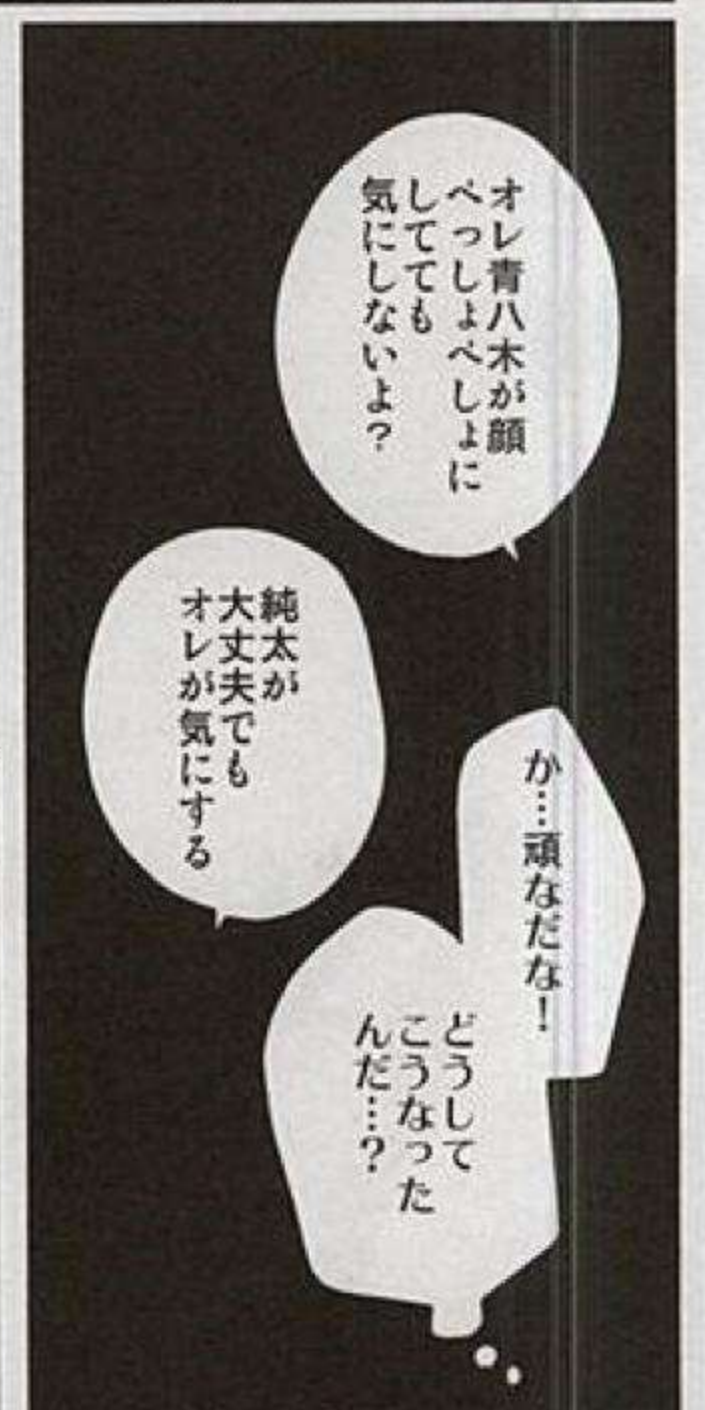 オレ青八木が顔
べっしょべしょに
してても
気にしないよ？
純太が
大丈夫でも
オレが気にする
か…頑なだな！
どうして
こうなった
んだ…？